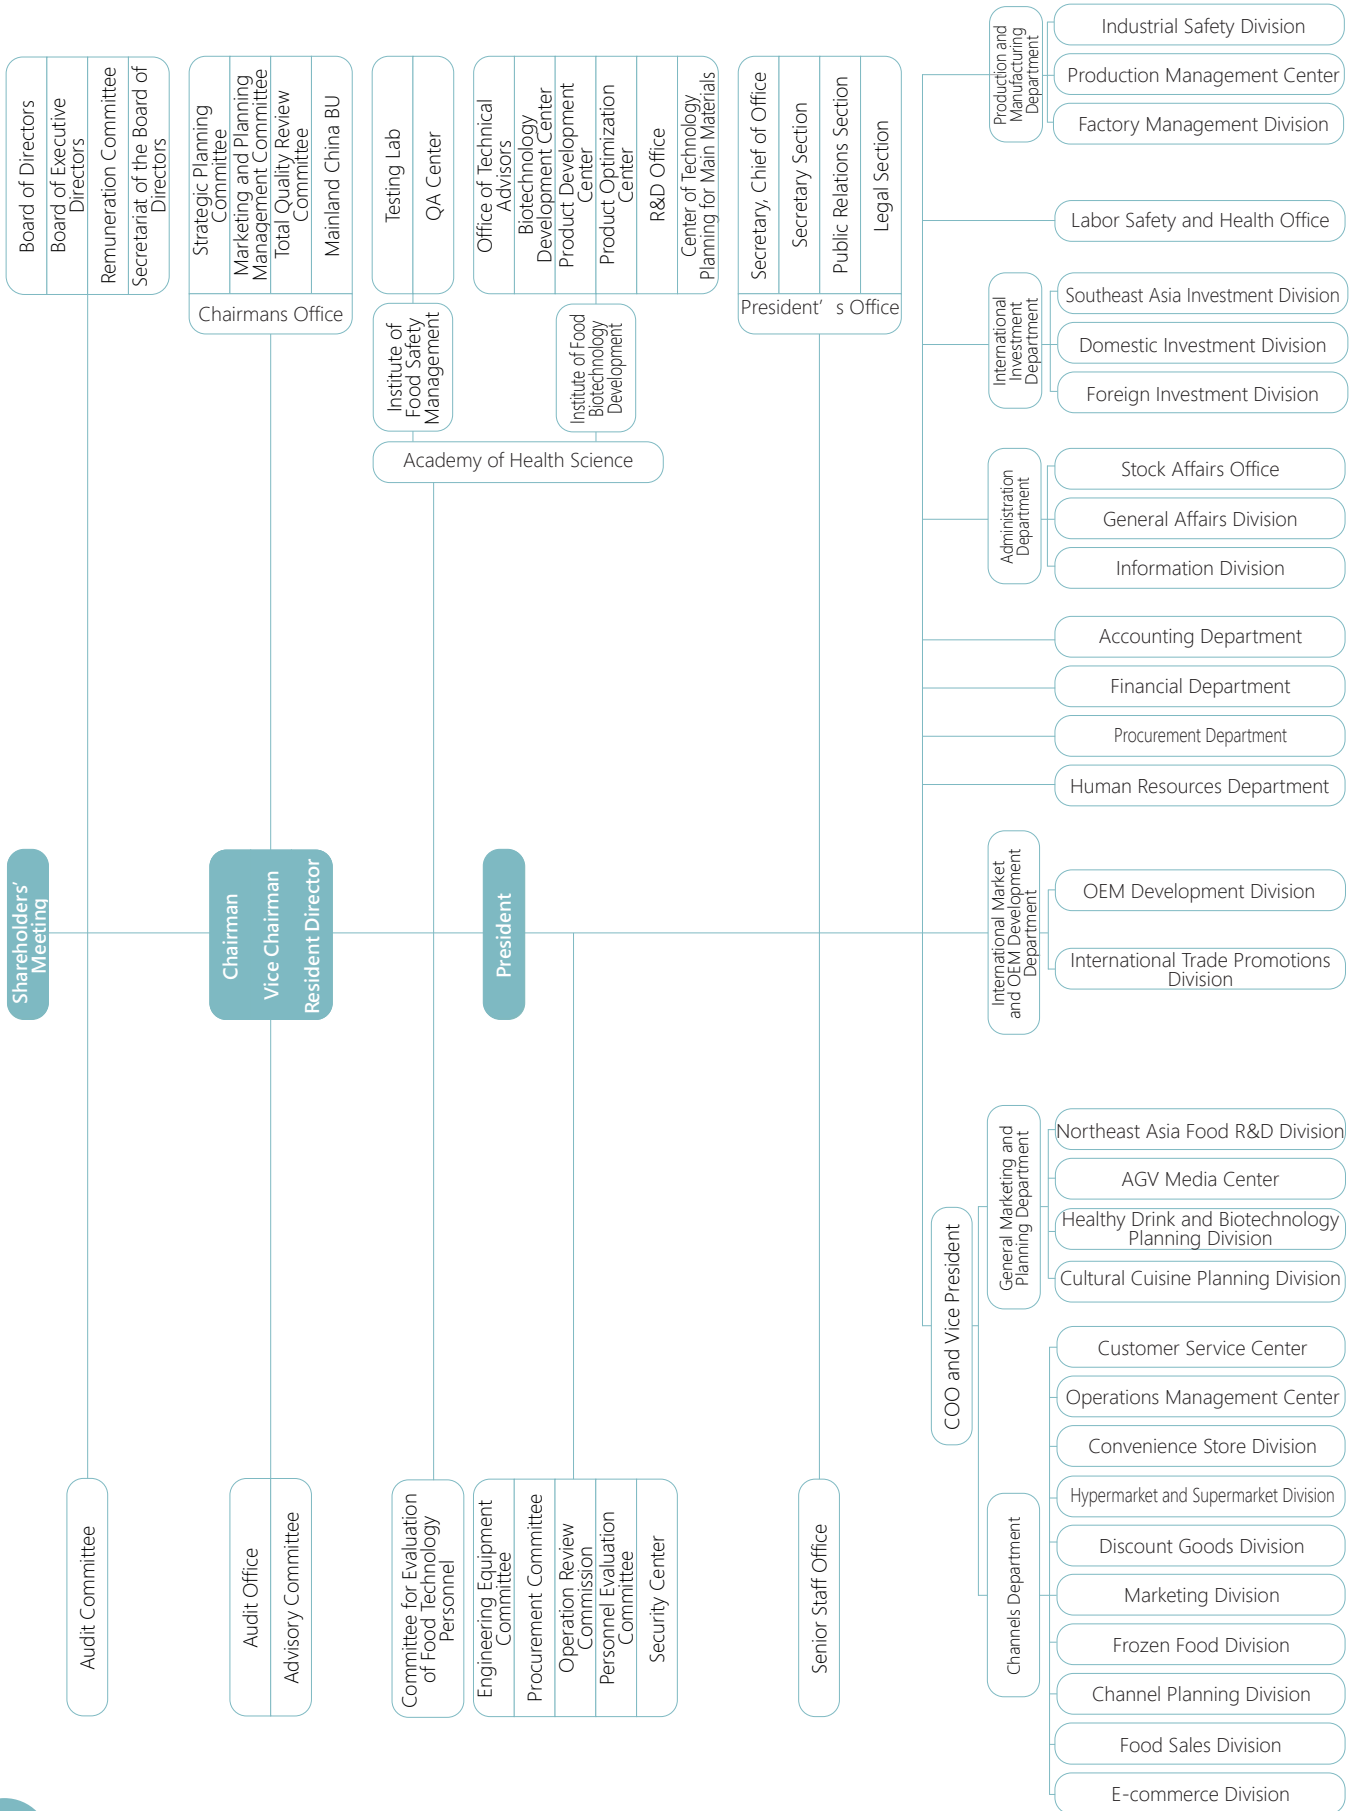 Shareholders'
Meeting
Board of Directors
Board of Executive
Directors
Remuneration Committee
Secretariat of the Board of
Directors
Audit Committee
Chairman
Vice Chairman
Resident Director
Strategic Planning
Committee
Marketing and Planning
Management Committee
Total Quality Review
Committee
Mainland China BU
Chairmans Office
Audit Office
Advisory Committee
Testing Lab
QA Center
Institute of
Food Safety
Management
Office of Technical
Advisors
Biotechnology
Development Center
Product Development
Center
Product Optimization
Center
R&D Office
Center of Technology
Planning for Main Materials
Institute of Food
Biotechnology
Development
Academy of Health Science
Committee for Evaluation
of Food Technology
Personnel
President
Engineering Equipment
Committee
Procurement Committee
Operation Review
Commission
Personnel Evaluation
Committee
Security Center
Secretary, Chief of Office
Secretary Section
Public Relations Section
Legal Section
President' s Office
Senior Staff Office
Production and
Manufacturing
Department
Industrial Safety Division
Production Management Center
Factory Management Division
Labor Safety and Health Office
International
Investment
Department
Southeast Asia Investment Division
Domestic Investment Division
Foreign Investment Division
Administration
Department
Stock Affairs Office
General Affairs Division
Information Division
Accounting Department
Financial Department
Procurement Department
Human Resources Department
International Market
and OEM Development
Department
OEM Development Division
International Trade Promotions
Division
COO and Vice President
General Marketing and
Planning Department
Northeast Asia Food R&D Division
AGV Media Center
Healthy Drink and Biotechnology
Planning Division
Cultural Cuisine Planning Division
Channels Department
Customer Service Center
Operations Management Center
Convenience Store Division
Hypermarket and Supermarket Division
Discount Goods Division
Marketing Division
Frozen Food Division
Channel Planning Division
Food Sales Division
E-commerce Division